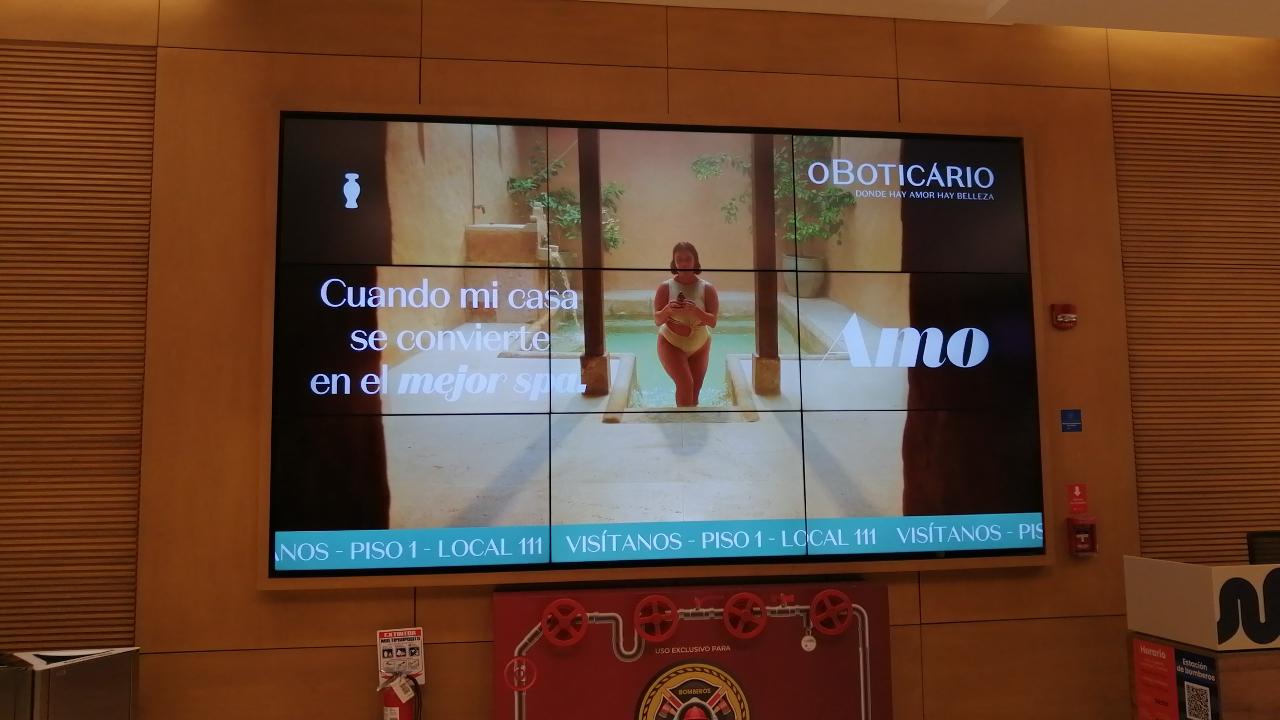 oBOTICÁRIO
DONDE HAY AMOR HAY BELLEZA
Cuando mi casa
se convierte
en el mejor spa.
Amo
ANOS - PISO 1 - LOCAL 111 VISÍTANOS - PISO 1 - LOCAL 111 VISÍTANOS - PIS
EXTINTOR
MULTIPROPÓSITO
USO EXCLUSIVO PARA
BOMBEROS
Horario
Estación
de bomberos